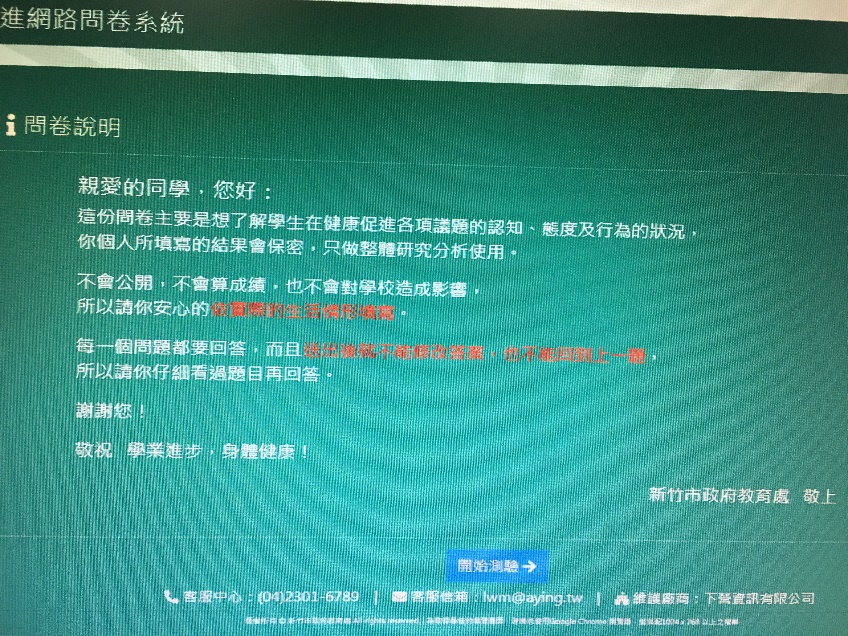 進網路問卷系統
問卷說明
親愛的同學，您好：
這份問卷主要是想了解學生在健康促進各項議題的認知、態度及行為的狀況，
你個人所填寫的結果會保密，只做整體研究分析使用。
不會公開，不會算成績，也不會對學校造成影響，
所以請你安心的依實際的生活情形填寫。
每一個問題都要回答，而且送出後就不能修改答案，也不能回到上一題，
所以請你仔細看過題目再回答。
謝謝您！
敬祝 學業進步，身體健康！
新竹市政府教育處 敬上
開始測驗
客服中心：(04)2301-6789 | 客服信箱：lwm@aying.tw | 維護廠商：下營資訊有限公司